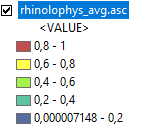 rhinolophys_avg.asc
<VALUE>
0,8 - 1
0,6 - 0,8
0,4 - 0,6
0,2 - 0,4
0,000007148 - 0,2